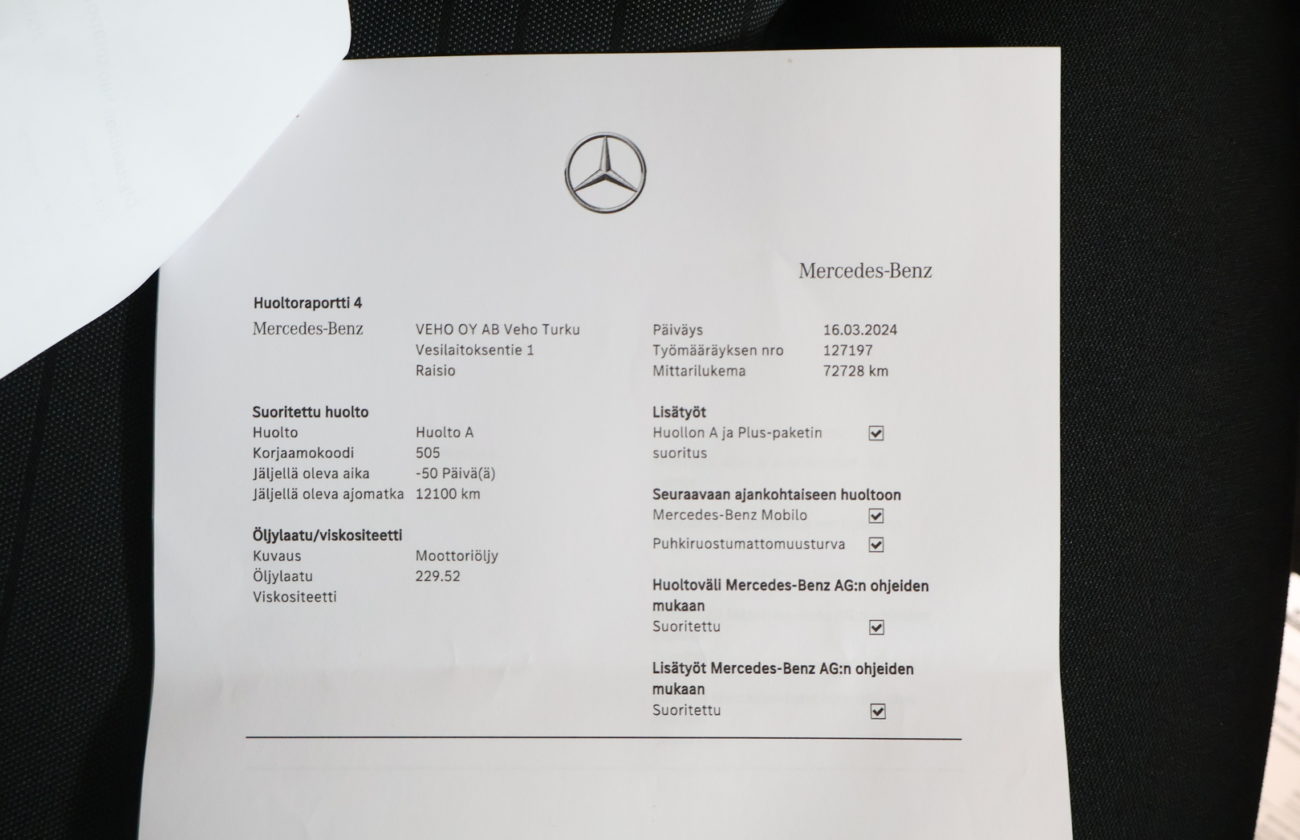 Mercedes-Benz
Huoltoraportti 4
Mercedes-Benz VEHO OY AB Veho Turku
Vesilaitoksentie 1
Raisio
Päiväys 16.03.2024
Työmääräyksen nro 127197
Mittarilukema 72728 km
Suoritettu huolto
Huolto Huolto A
Korjaamokoodi 505
Jäljellä oleva aika -50 Päivä(ä)
Jäljellä oleva ajomatka 12100 km
Öljylaatu/viskositeetti
Kuvaus Moottoriöljy
Öljylaatu 229.52
Viskositeetti
Lisätyöt
Huollon A ja Plus-paketin
suoritus
Seuraavaan ajankohtaiseen huoltoon
Mercedes-Benz Mobilo
Puhkiruostumattomuusturva
Huoltoväli Mercedes-Benz AG:n ohjeiden
mukaan
Suoritettu
Lisätyöt Mercedes-Benz AG:n ohjeiden
mukaan
Suoritettu